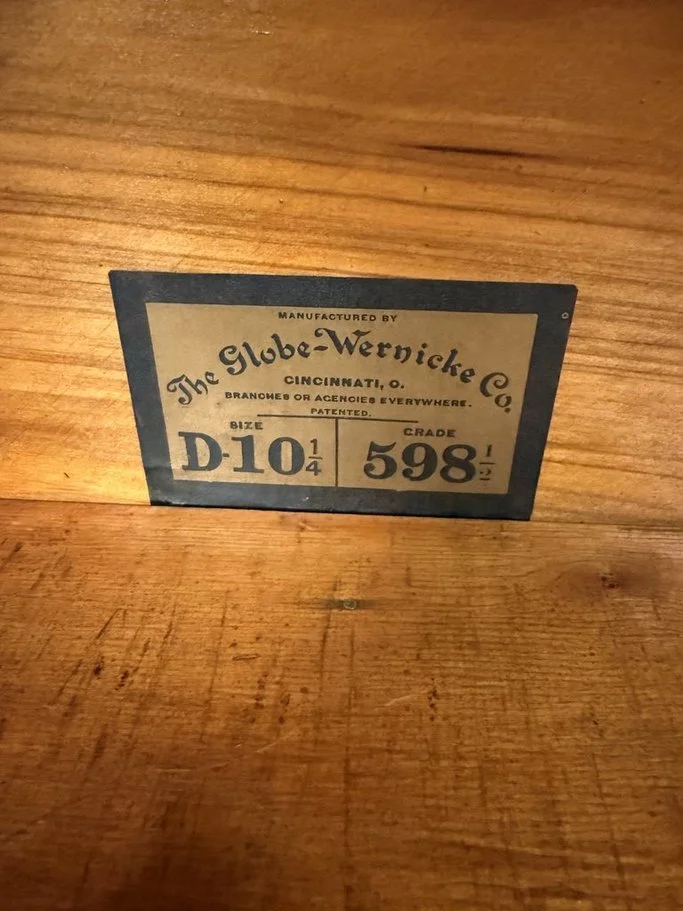 MANUFACTURED BY
The Globe-Wernicke Co.
CINCINNATI, O.
BRANCHES OR AGENCIES EVERYWHERE.
PATENTED.
SIZE GRADE
D-10 1/4 598 1/2